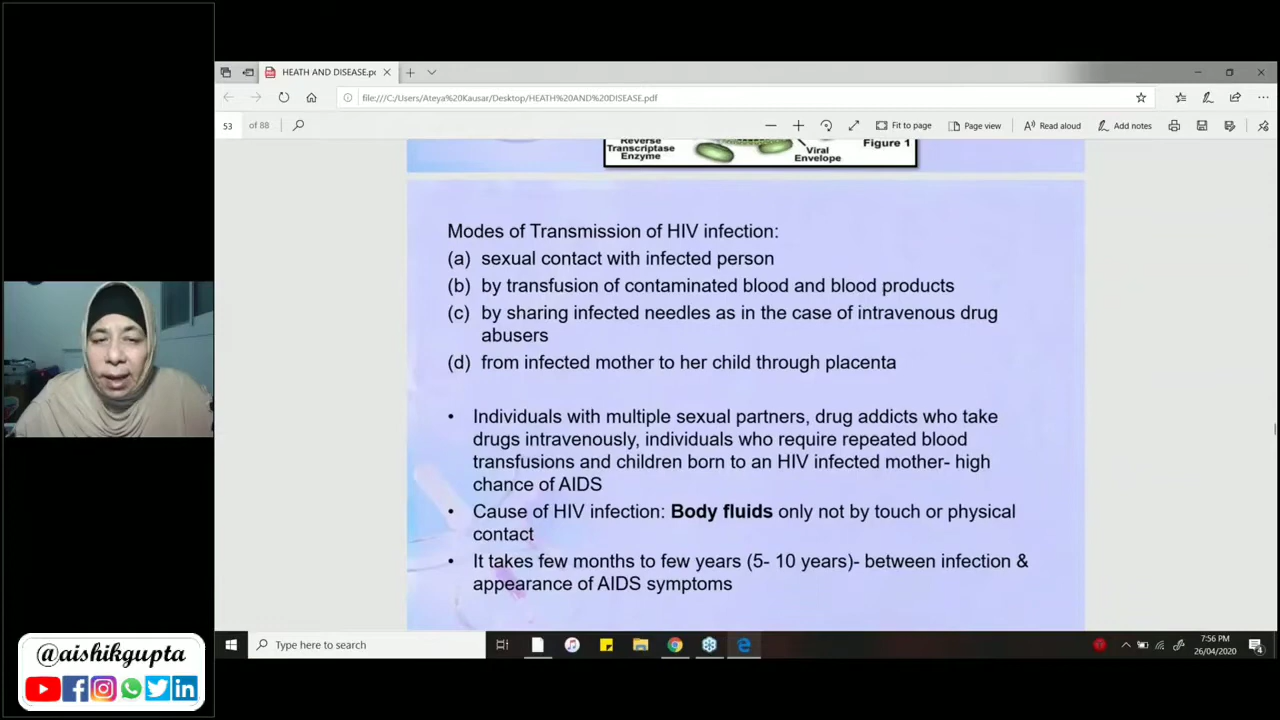 HEATH AND DISEASE.pc
file:///C:/Users/Ateya%20Kausar/Desktop/HEATH%20AND%20DISEASE.pdf
53 of 88
Fit to page
Page view
Read aloud
Add notes
Reverse
Transcriptase
Enzyme
Viral
Envelope
Figure 1
Modes of Transmission of HIV infection:
(a) sexual contact with infected person
(b) by transfusion of contaminated blood and blood products
(c) by sharing infected needles as in the case of intravenous drug
abusers
(d) from infected mother to her child through placenta
• Individuals with multiple sexual partners, drug addicts who take
drugs intravenously, individuals who require repeated blood
transfusions and children born to an HIV infected mother- high
chance of AIDS
• Cause of HIV infection: Body fluids only not by touch or physical
contact
• It takes few months to few years (5- 10 years)- between infection &
appearance of AIDS symptoms
@aishikgupta
Type here to search
7:56 PM
26/04/2020
4